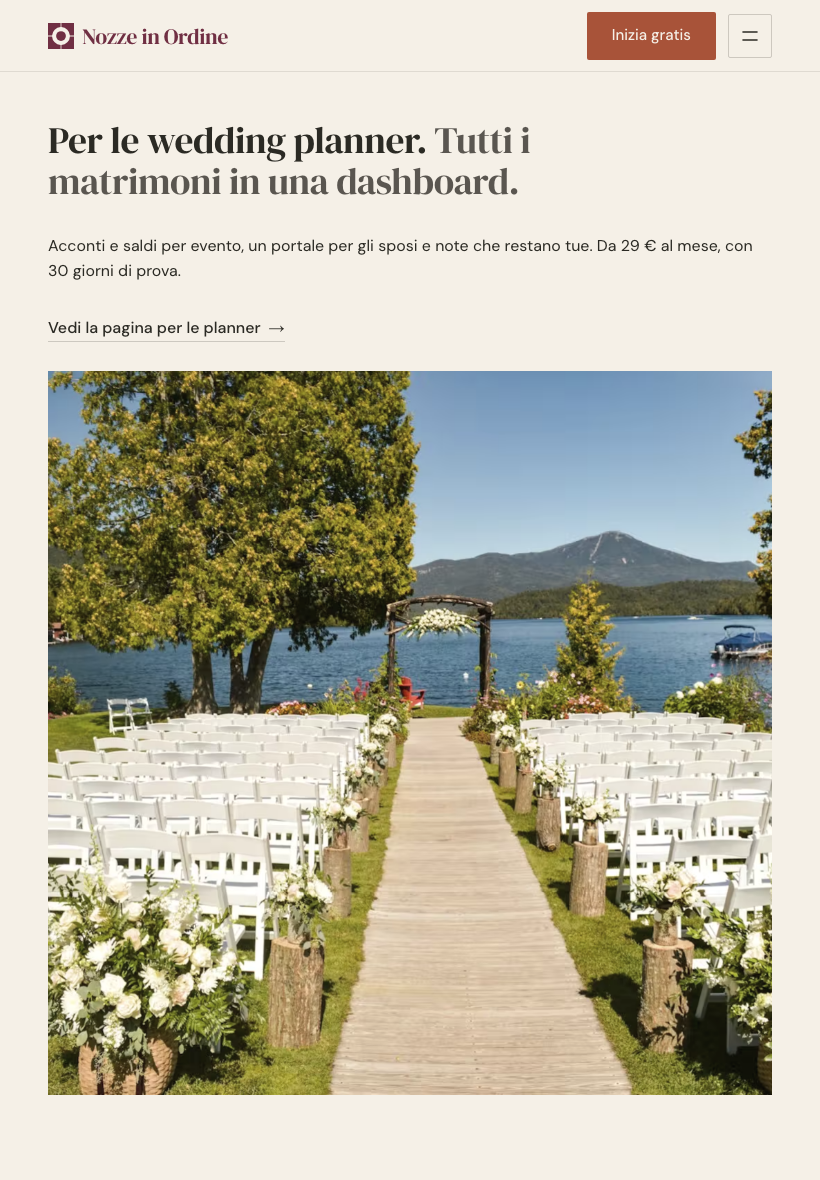 Nozze in Ordine
Inizia gratis
Per le wedding planner. Tutti i
matrimoni in una dashboard.
Acconti e saldi per evento, un portale per gli sposi e note che restano tue. Da 29 € al mese, con
30 giorni di prova.
Vedi la pagina per le planner →